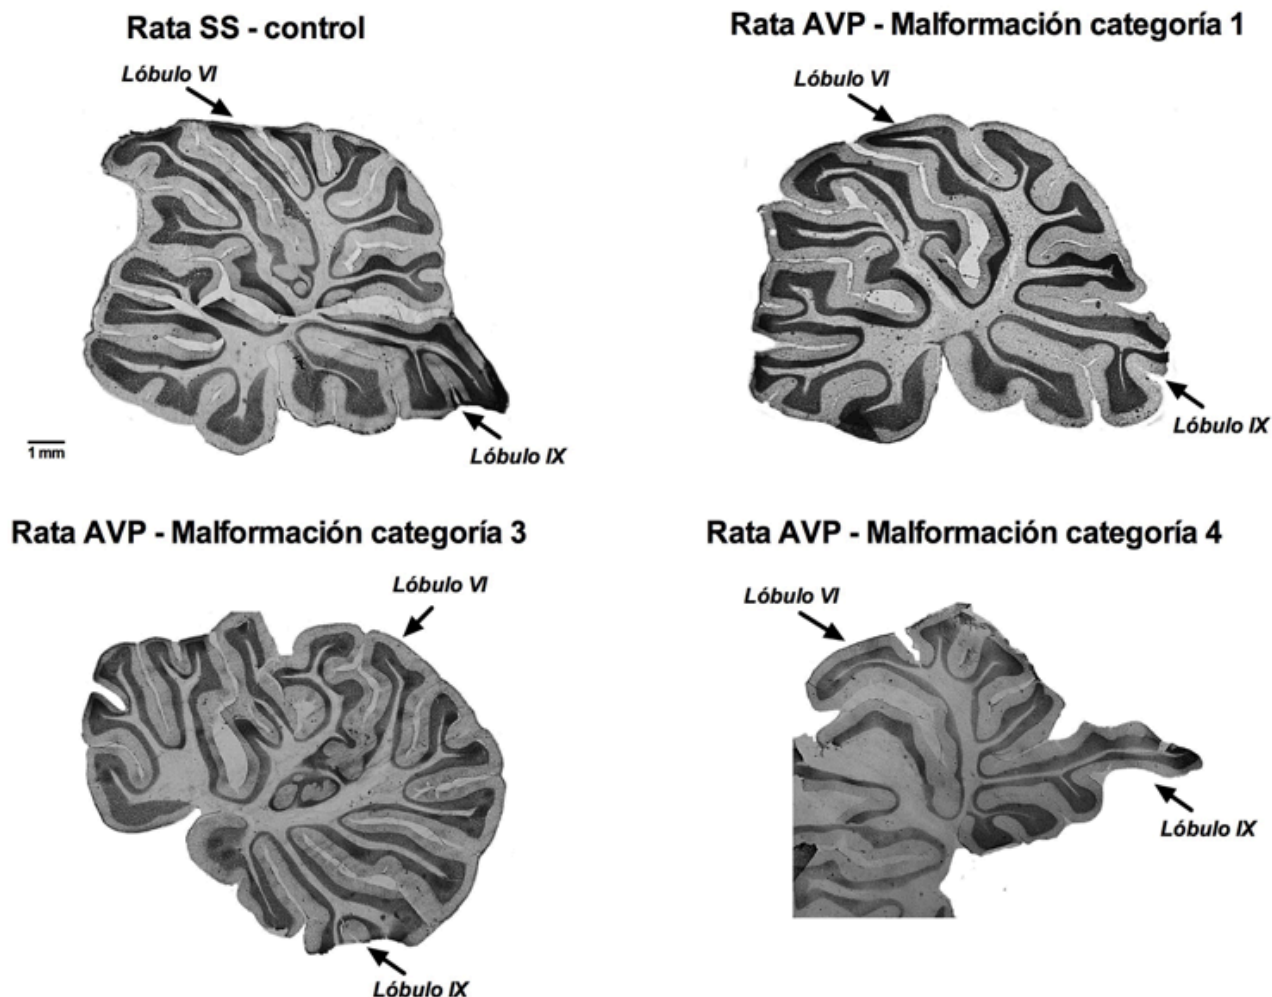 Rata SS - control
Lóbulo VI
1 mm
Lóbulo IX
Rata AVP - Malformación categoría 1
Lóbulo VI
Lóbulo IX
Rata AVP - Malformación categoría 3
Lóbulo VI
Lóbulo IX
Rata AVP - Malformación categoría 4
Lóbulo VI
Lóbulo IX